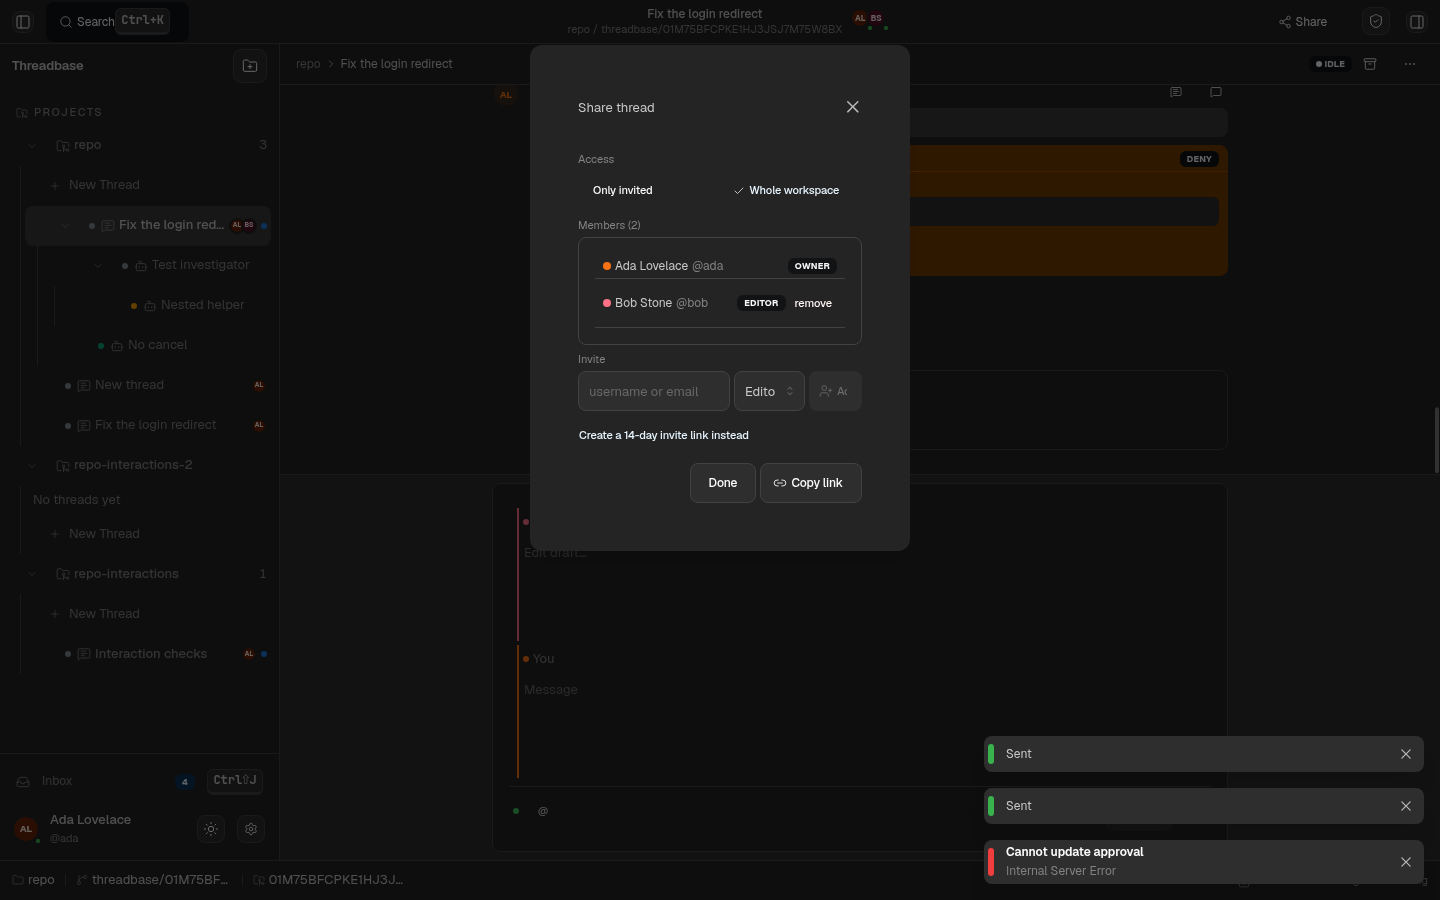 Search Ctrl+K
Fix the login redirect
repo / threadbase/01M75BFCPKE1HJ3JSJ7M75W8BX
AL BS
Share
Threadbase
repo > Fix the login redirect
IDLE
PROJECTS
repo 3
New Thread
Fix the login red... AL BS
Test investigator
Nested helper
No cancel
New thread AL
Fix the login redirect AL
repo-interactions-2
No threads yet
New Thread
repo-interactions 1
New Thread
Interaction checks AL
Inbox 4 Ctrl⇧J
AL Ada Lovelace
@ada
AL
DENY
Share thread
Access
Only invited
Whole workspace
Members (2)
Ada Lovelace @ada OWNER
Bob Stone @bob EDITOR remove
Invite
username or email
Edito
Create a 14-day invite link instead
Done
Copy link
Edit draft...
You
Message
@
Sent
Sent
Cannot update approval
Internal Server Error
repo
threadbase/01M75BF...
01M75BFCPKE1HJ3J...